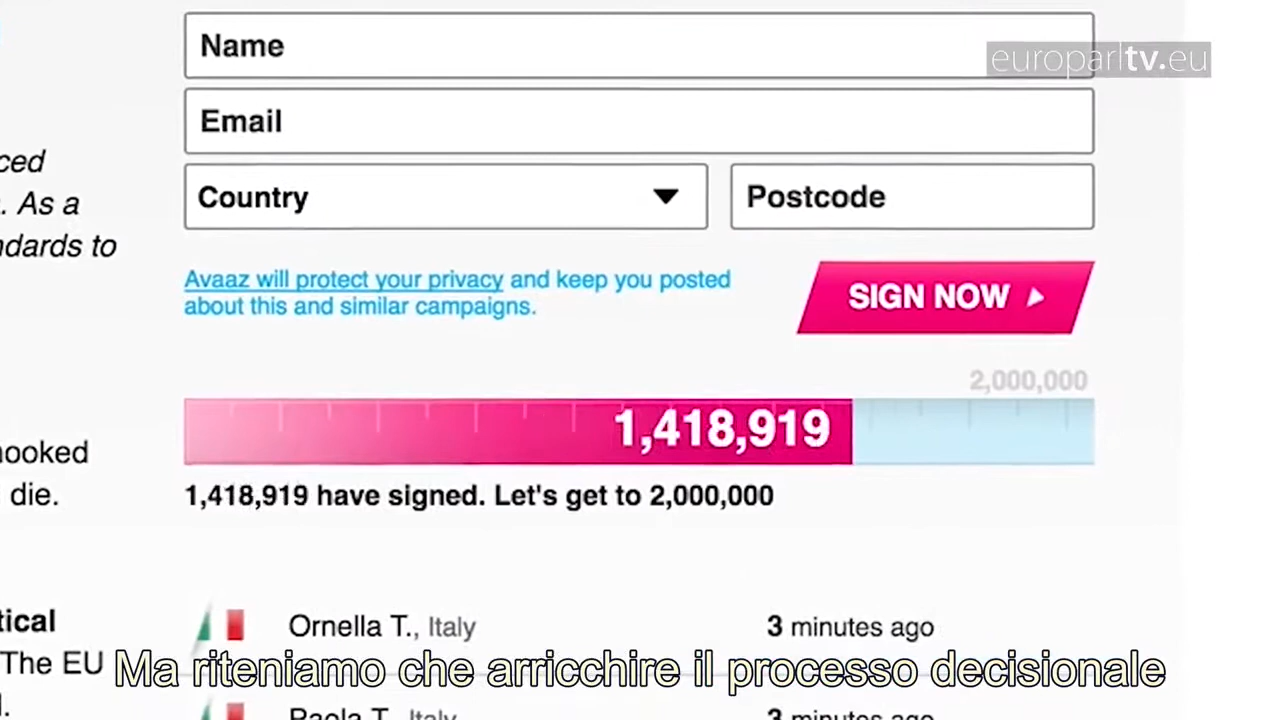 Name
europarltv.eu
Email
ced
Country
Postcode
. As a
ndards to
Avaaz will protect your privacy and keep you posted
about this and similar campaigns.
SIGN NOW
2,000,000
1,418,919
ooked
die.
1,418,919 have signed. Let's get to 2,000,000
tical
Ornella T., Italy
3 minutes ago
The EU
Ma riteniamo che arricchire il processo decisionale
Paola T., Italy
3 minutes ago